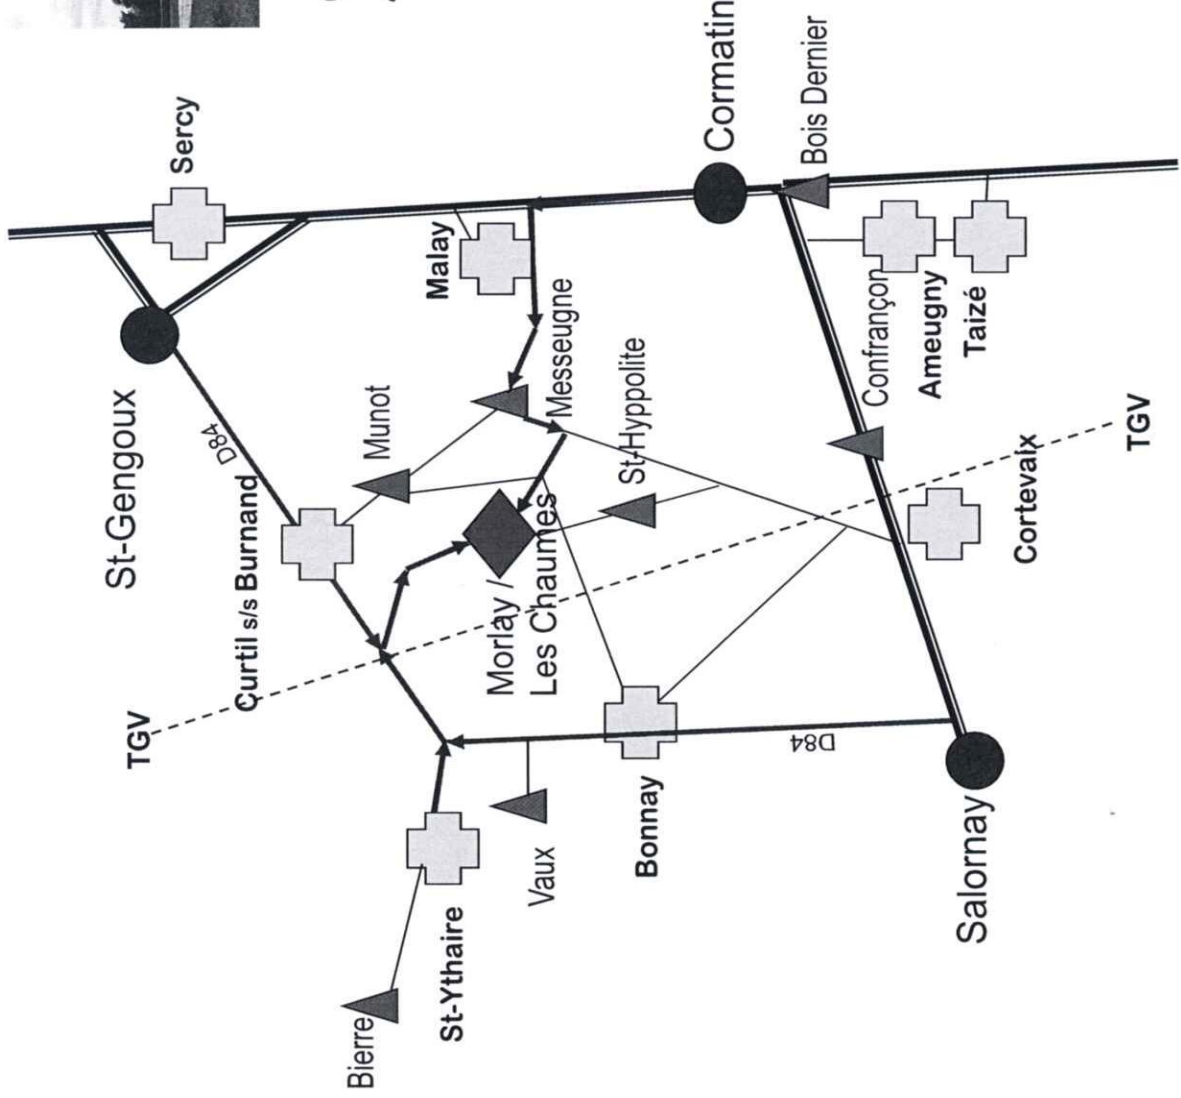 Sercy
St-Gengoux
D84
Malay
Cormatin
Bois Dernier
Munot
Messeugne
Curtil s/s Burnand
St-Hyppolite
Confrançon
Ameugny
Taizé
TGV
Morlay /
Les Chaumes
TGV
Cortevaix
Vaux
Bonnay
D84
Bierre
St-Ythaire
Salornay